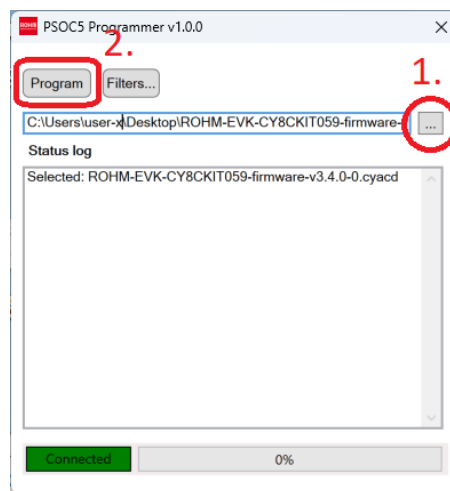 ROHM PSOC5 Programmer v1.0.0
2.
Program Filters...
1.
C:\Users\user-x\Desktop\ROHM-EVK-CY8CKIT059-firmware- ...
Status log
Selected: ROHM-EVK-CY8CKIT059-firmware-v3.4.0-0.cyacd
Connected 0%